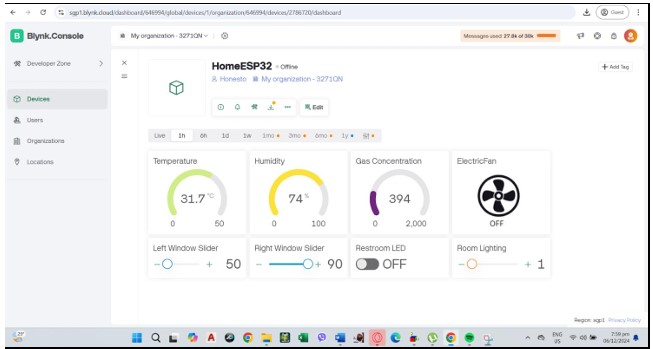 sgp1.blynk.cloud/dashboard/646994/global/devices/1/organization/646994/devices/2786720/dashboard
Guest
B Blynk.Console
My organization - 3271QN
Messages used: 27.8k of 30k
Developer Zone
Devices
Users
Organizations
Locations
HomeESP32 Offline
Honesto My organization - 3271QN
+ Add Tag
Edit
Live 1h 6h 1d 1w 1mo 3mo 6mo 1y
Temperature
31.7 °C
0 50
Humidity
74 %
0 100
Gas Concentration
394
0 2,000
ElectricFan
OFF
Left Window Slider
- + 50
Right Window Slider
- + 90
Restroom LED
OFF
Room Lighting
- + 1
Region: sgp1 Privacy Policy
ENG
US
7:59 pm
06/12/2024